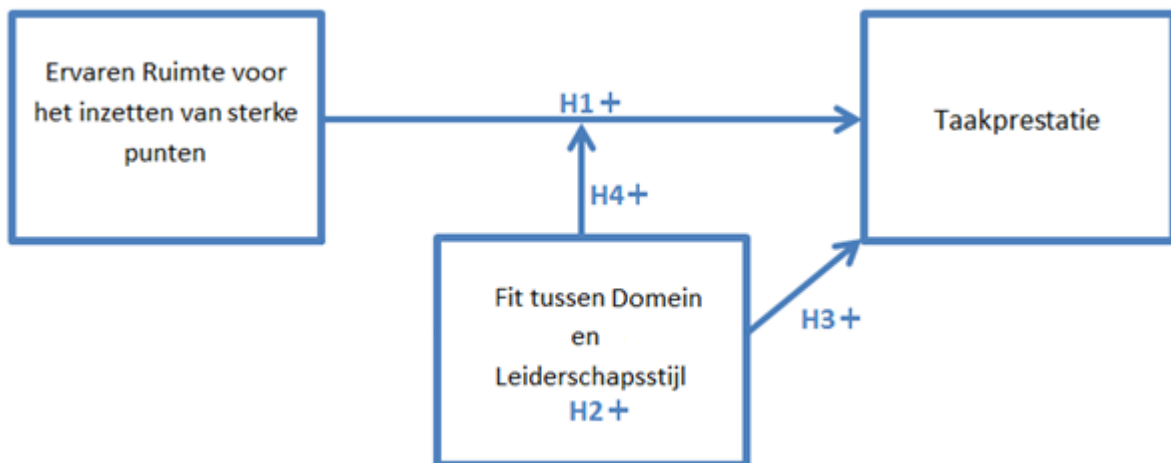 Ervaren Ruimte voor
het inzetten van sterke
punten
H1+
Taakprestatie
H4+
Fit tussen Domein
en
Leiderschapsstijl
H2+
H3+